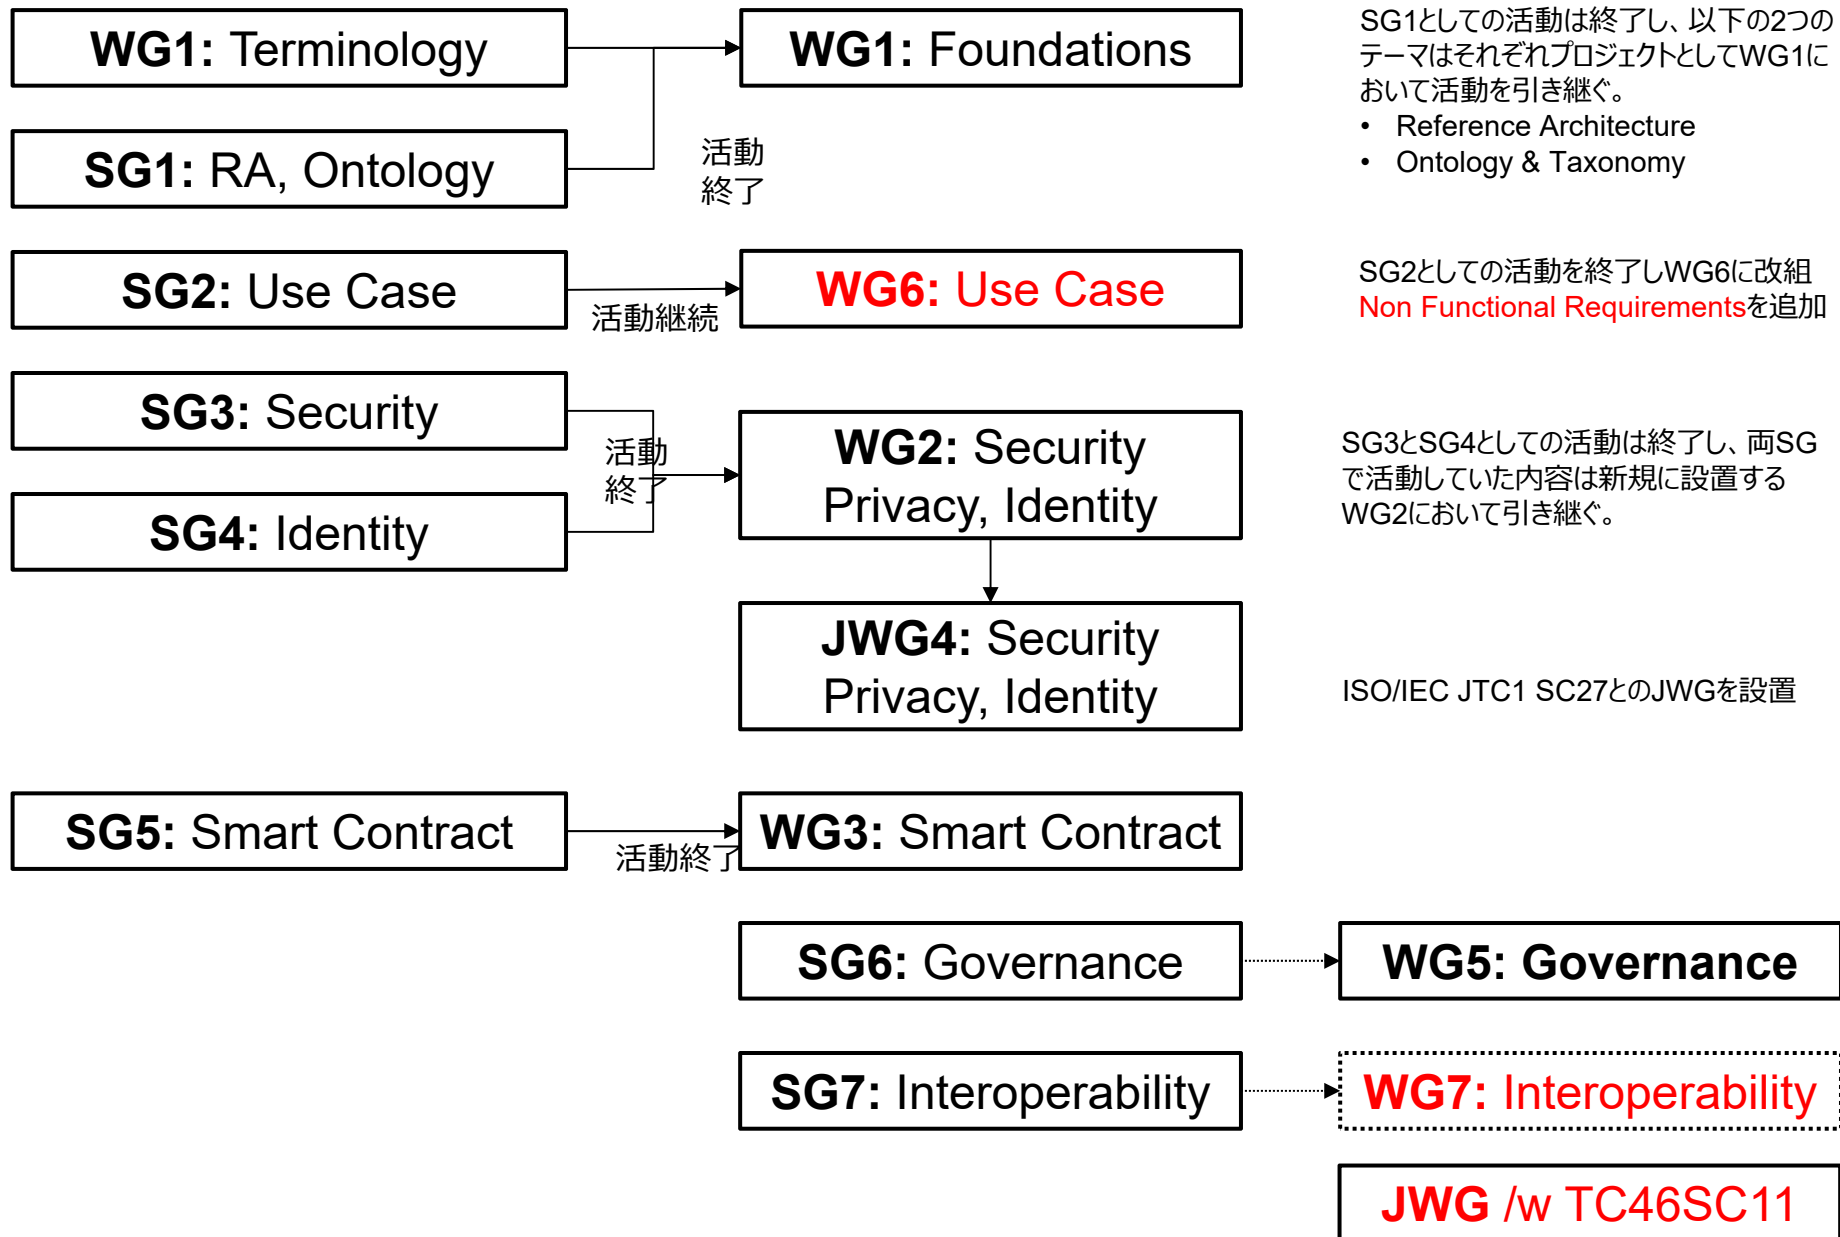 WG1: Terminology
WG1: Foundations
SG1としての活動は終了し、以下の2つの
テーマはそれぞれプロジェクトとしてWG1に
おいて活動を引き継ぐ。
• Reference Architecture
• Ontology & Taxonomy
SG1: RA, Ontology
活動
終了
SG2: Use Case
活動継続
WG6: Use Case
SG2としての活動を終了しWG6に改組
Non Functional Requirementsを追加
SG3: Security
SG4: Identity
活動
終了
WG2: Security
Privacy, Identity
SG3とSG4としての活動は終了し、両SG
で活動していた内容は新規に設置する
WG2において引き継ぐ。
JWG4: Security
Privacy, Identity
ISO/IEC JTC1 SC27とのJWGを設置
SG5: Smart Contract
活動終了
WG3: Smart Contract
SG6: Governance
WG5: Governance
SG7: Interoperability
WG7: Interoperability
JWG /w TC46SC11